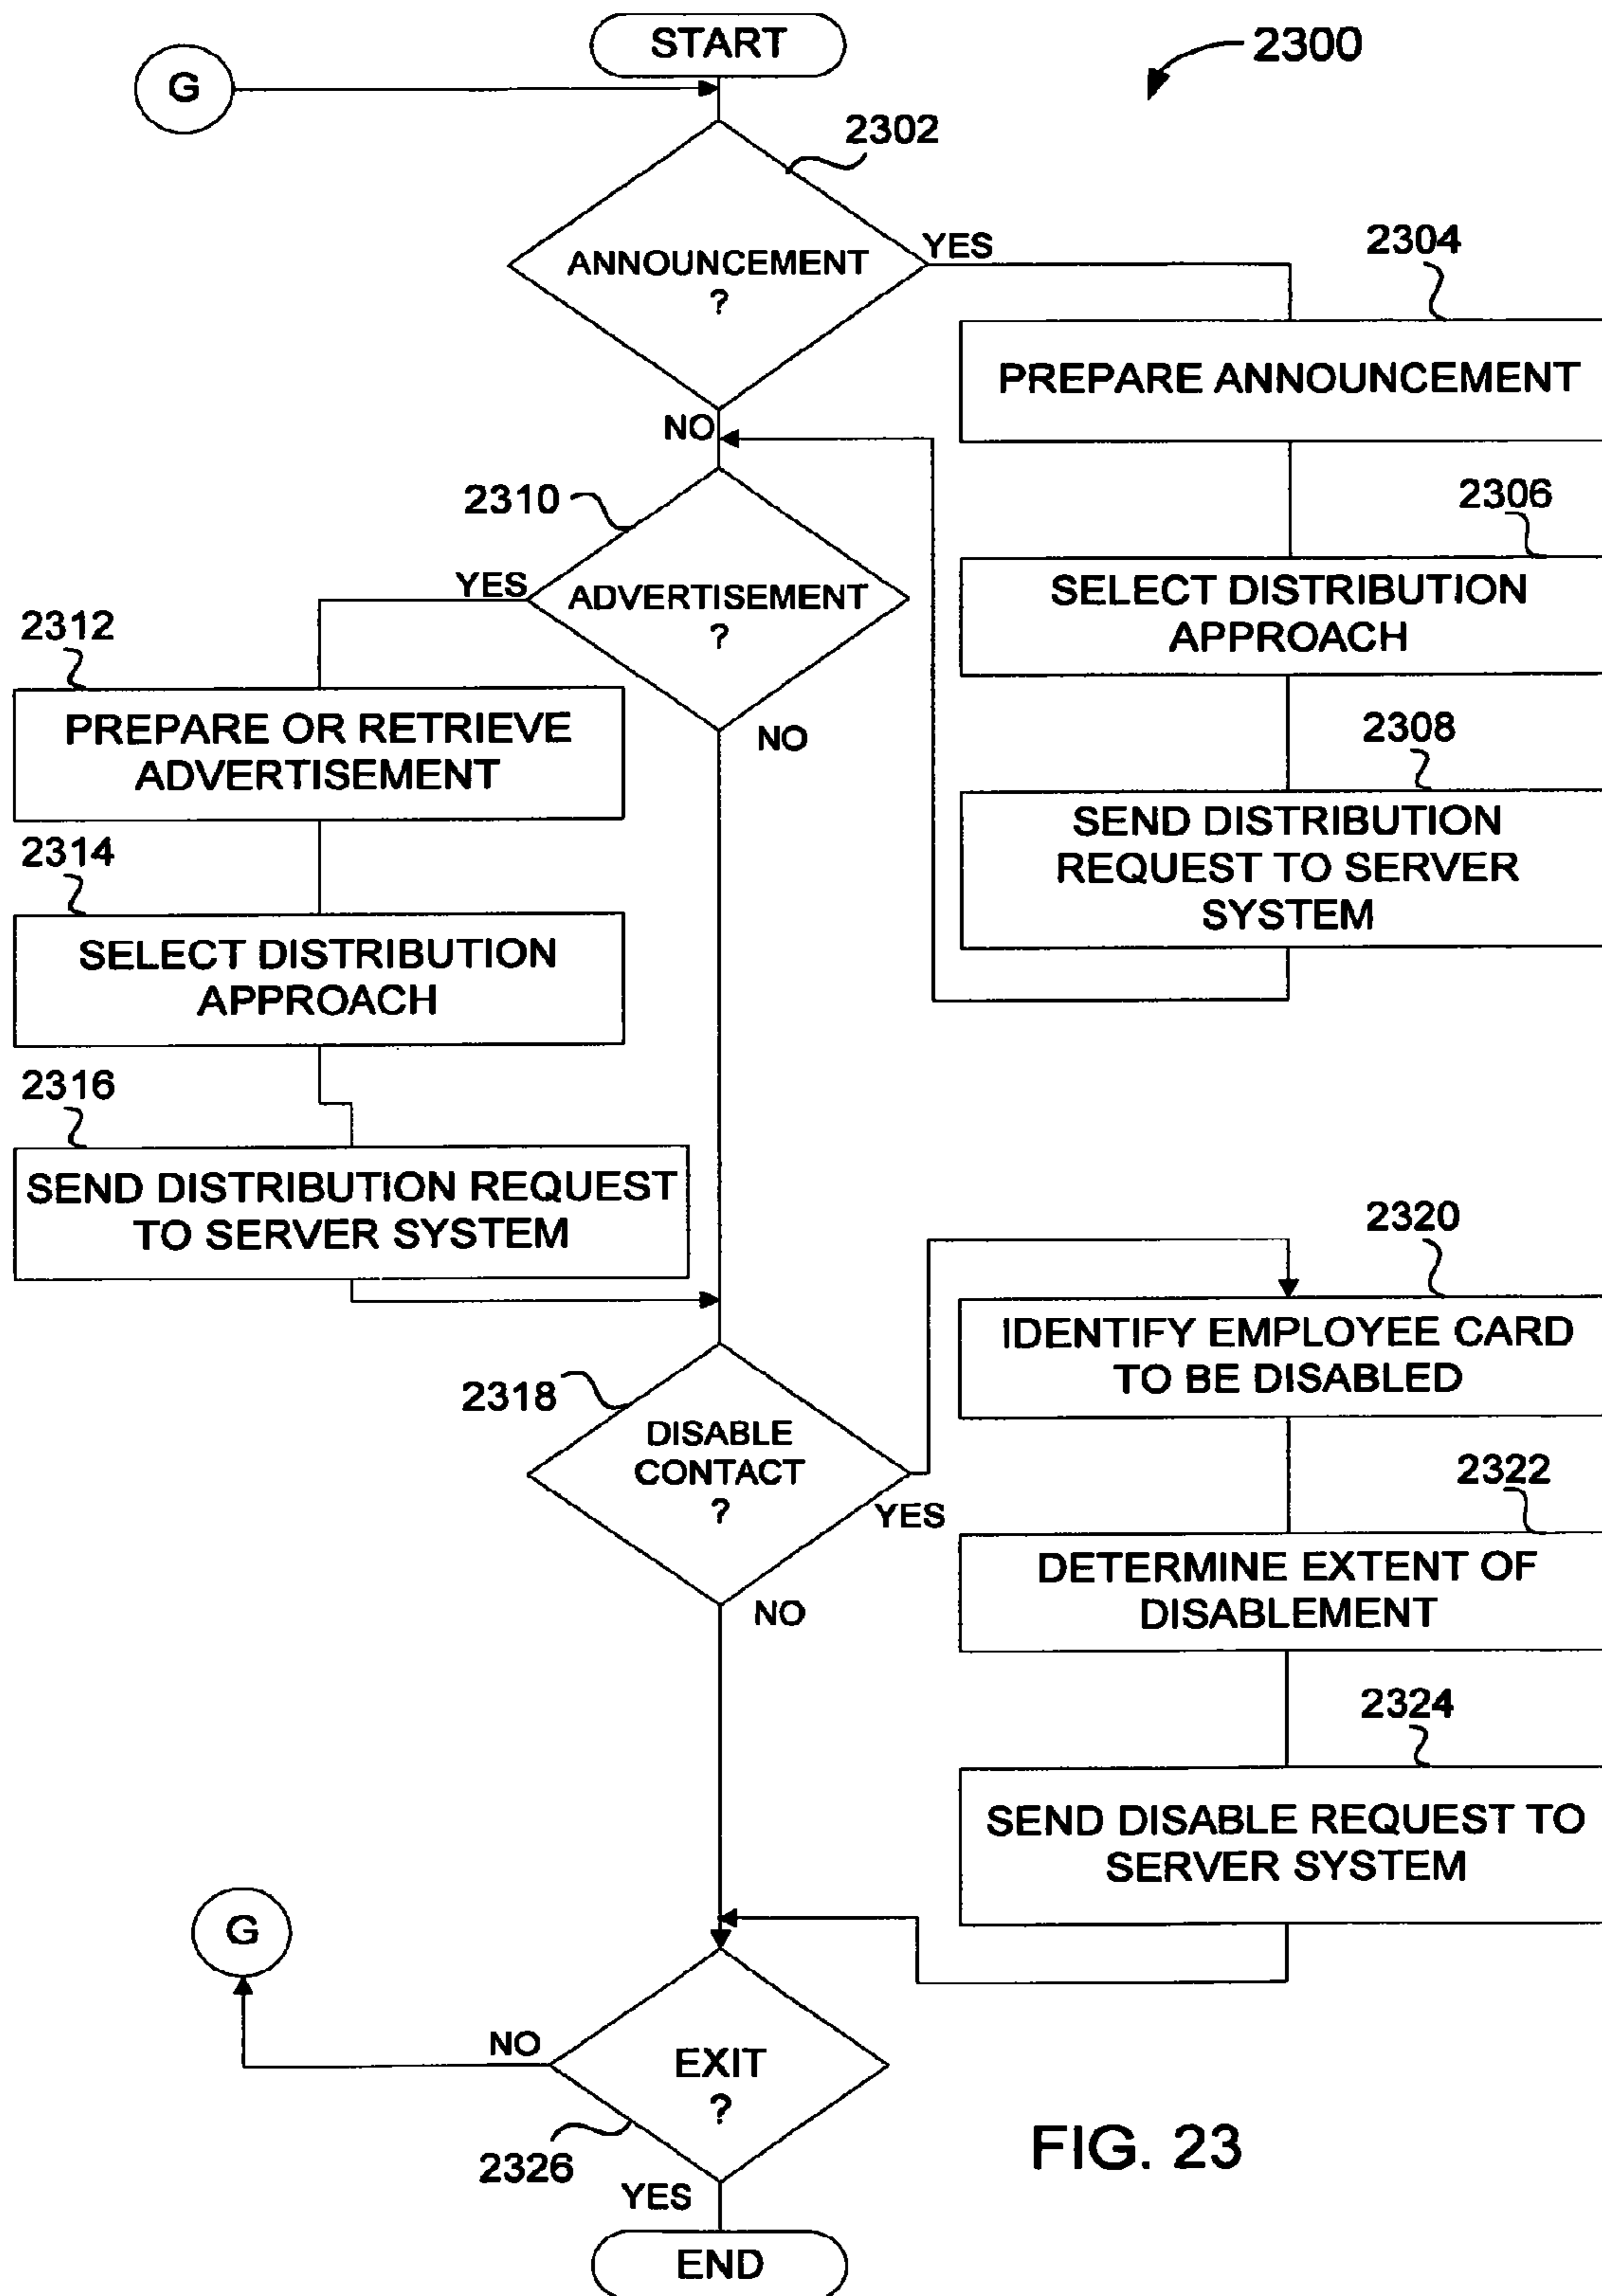 START
2300
G
2302
ANNOUNCEMENT
?
YES
2304
PREPARE ANNOUNCEMENT
NO
2306
SELECT DISTRIBUTION
APPROACH
2308
SEND DISTRIBUTION
REQUEST TO SERVER
SYSTEM
2310
ADVERTISEMENT
?
YES
NO
2312
PREPARE OR RETRIEVE
ADVERTISEMENT
2314
SELECT DISTRIBUTION
APPROACH
2316
SEND DISTRIBUTION REQUEST
TO SERVER SYSTEM
2318
DISABLE
CONTACT
?
YES
NO
2320
IDENTIFY EMPLOYEE CARD
TO BE DISABLED
2322
DETERMINE EXTENT OF
DISABLEMENT
2324
SEND DISABLE REQUEST TO
SERVER SYSTEM
G
NO
EXIT
?
2326
YES
END
FIG. 23